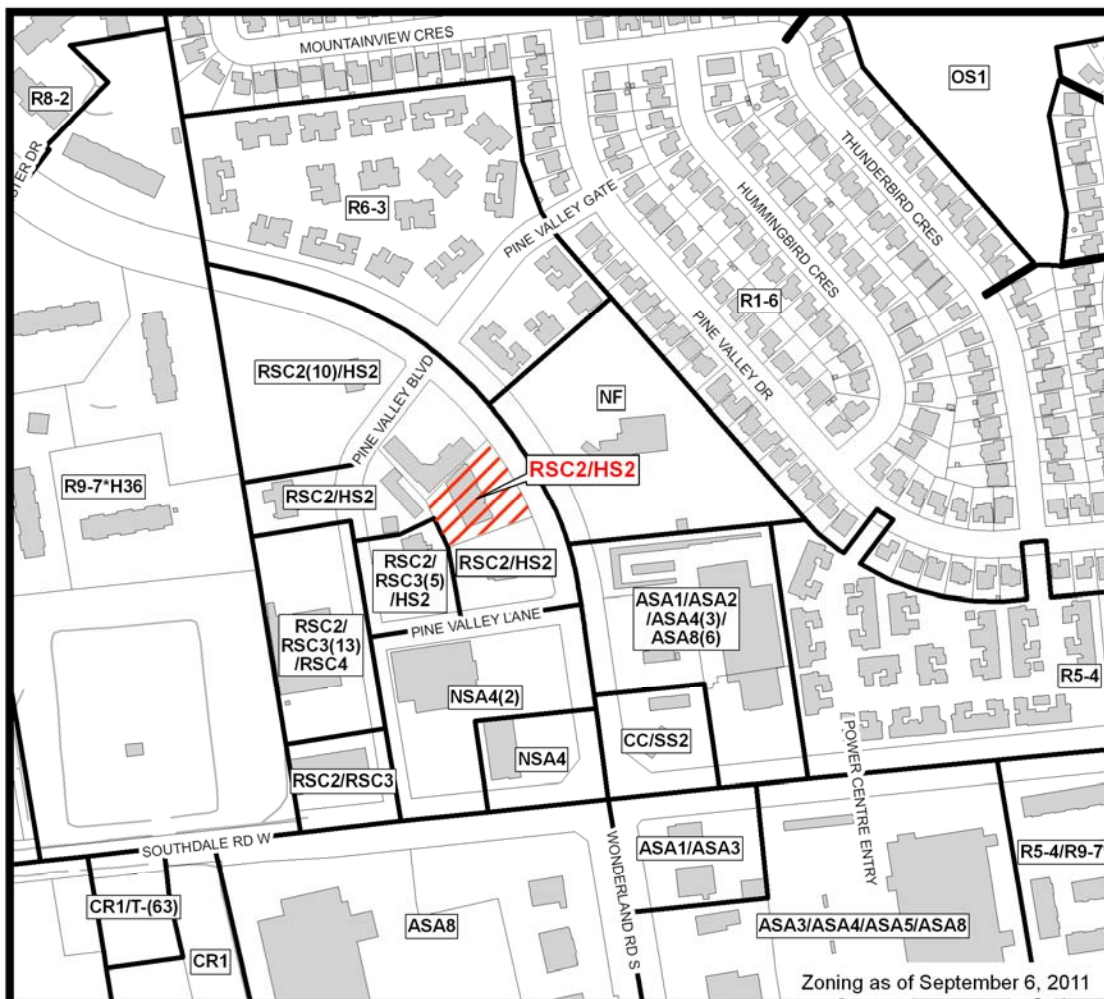 MOUNTAINVIEW CRES
OS1
R8-2
THUNDERBIRD CRES
HUMMINGBIRD CRES
R6-3
PINE VALLEY GATE
R1-6
PINE VALLEY DR
RSC2(10)/HS2
PINE VALLEY BLVD
NF
RSC2/HS2
R9-7*H36
RSC2/HS2
RSC2/
RSC3(5)
/HS2
RSC2/HS2
ASA1/ASA2
/ASA4(3)/
ASA8(6)
PINE VALLEY LANE
RSC2/
RSC3(13)
/RSC4
R5-4
NSA4(2)
CC/SS2
NSA4
POWER CENTRE ENTRY
RSC2/RSC3
SOUTHDALE RD W
WONDERLAND RD S
ASA1/ASA3
R5-4/R9-7*
CR1/T-(63)
ASA8
ASA3/ASA4/ASA5/ASA8
CR1
Zoning as of September 6, 2011